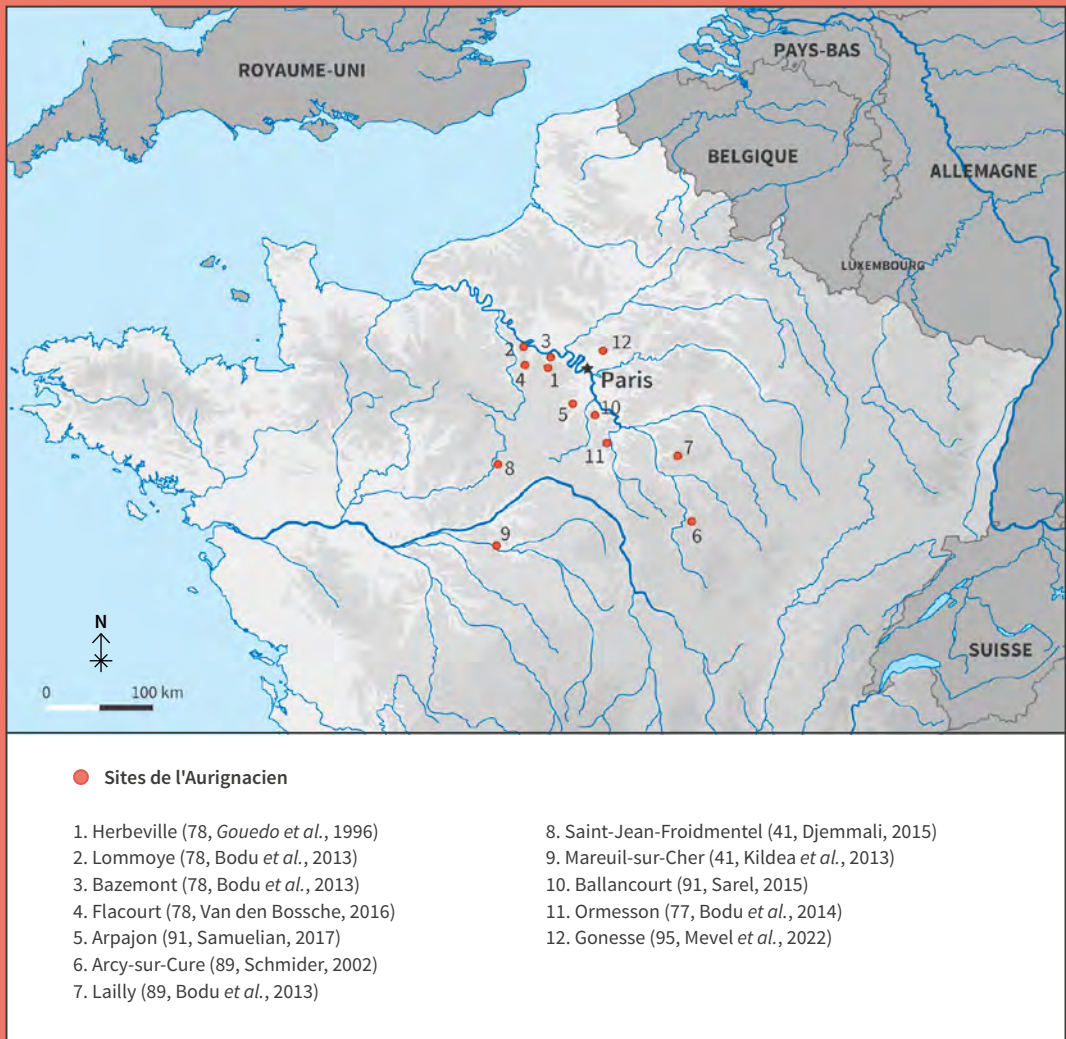 ROYAUME-UNI
PAYS-BAS
BELGIQUE
ALLEMAGNE
LUXEMBOURG
2
3
12
4
1
Paris
5
10
11
7
8
6
9
N
SUISSE
0 100 km
Sites de l'Aurignacien
1. Herbeville (78, Gouedo et al., 1996)
2. Lommoye (78, Bodu et al., 2013)
3. Bazemont (78, Bodu et al., 2013)
4. Flacourt (78, Van den Bossche, 2016)
5. Arpajon (91, Samuelian, 2017)
6. Arcy-sur-Cure (89, Schmider, 2002)
7. Lailly (89, Bodu et al., 2013)
8. Saint-Jean-Froidmentel (41, Djemmali, 2015)
9. Mareuil-sur-Cher (41, Kildea et al., 2013)
10. Ballancourt (91, Sarel, 2015)
11. Ormesson (77, Bodu et al., 2014)
12. Gonesse (95, Mevel et al., 2022)